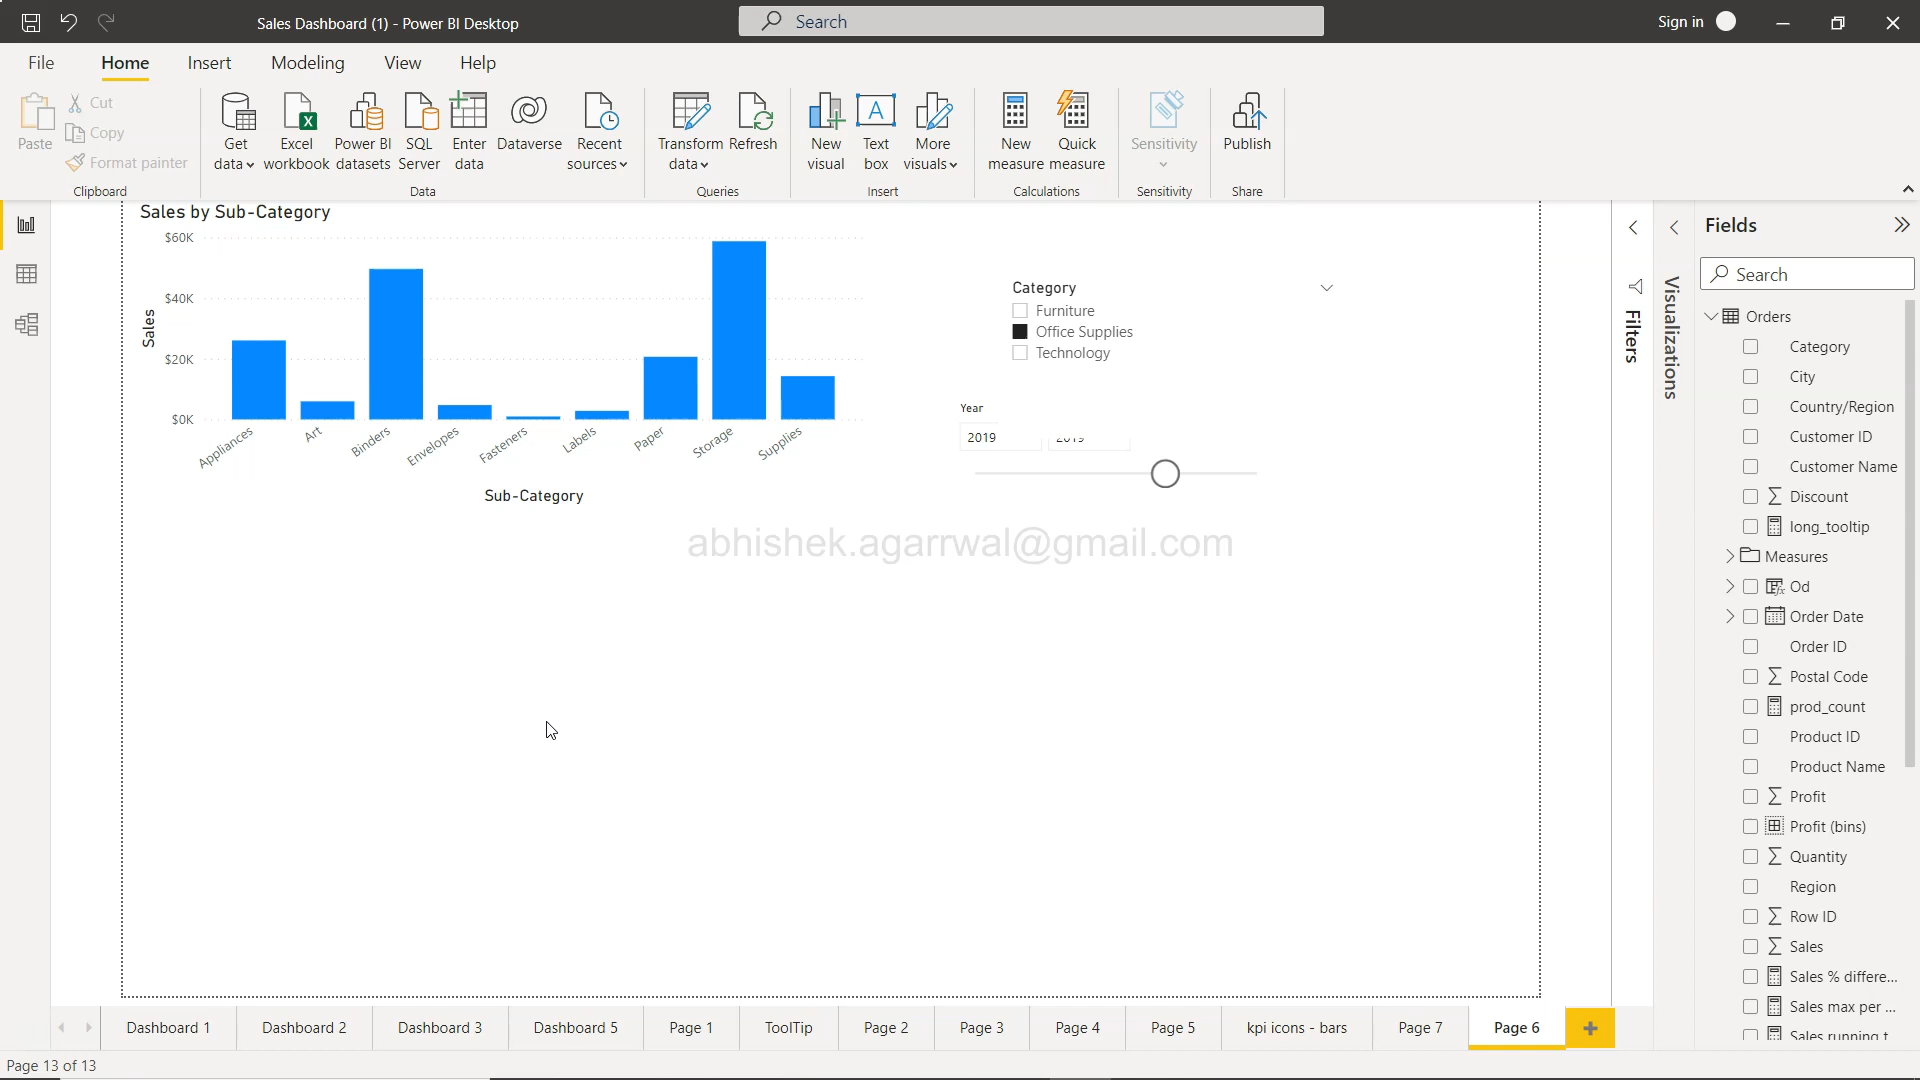 Sales Dashboard (1) - Power BI Desktop
Search
Sign in
File Home Insert Modeling View Help
Paste
Cut
Copy
Format painter
Clipboard
Get data
Excel workbook
Power BI datasets
SQL Server
Enter data
Dataverse
Recent sources
Data
Transform data
Refresh
Queries
New visual
Text box
More visuals
Insert
New measure
Quick measure
Calculations
Sensitivity
Sensitivity
Publish
Share
Sales by Sub-Category
$60K
$40K
$20K
$0K
Sales
Appliances Art Binders Envelopes Fasteners Labels Paper Storage Supplies
Sub-Category
Category
Furniture
Office Supplies
Technology
Year
2019 2019
abhishek.agarrwal@gmail.com
Filters
Visualizations
Fields
Search
Orders
Category
City
Country/Region
Customer ID
Customer Name
Discount
long_tooltip
Measures
Od
Order Date
Order ID
Postal Code
prod_count
Product ID
Product Name
Profit
Profit (bins)
Quantity
Region
Row ID
Sales
Sales % differe...
Sales max per ...
Sales running t
Dashboard 1 Dashboard 2 Dashboard 3 Dashboard 5 Page 1 ToolTip Page 2 Page 3 Page 4 Page 5 kpi icons - bars Page 7 Page 6
Page 13 of 13